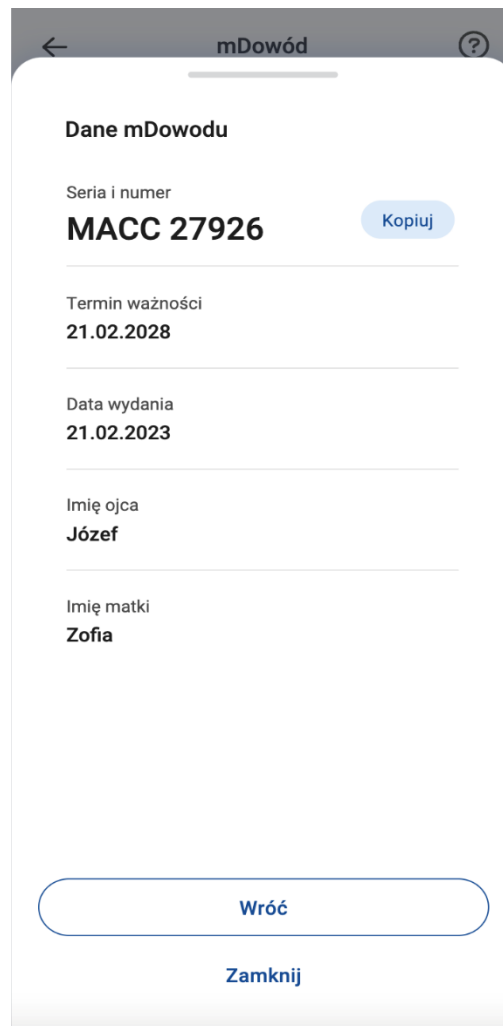 mDowód
?
Dane mDowodu
Seria i numer
MACC 27926
Kopiuj
Termin ważności
21.02.2028
Data wydania
21.02.2023
Imię ojca
Józef
Imię matki
Zofia
Wróć
Zamknij